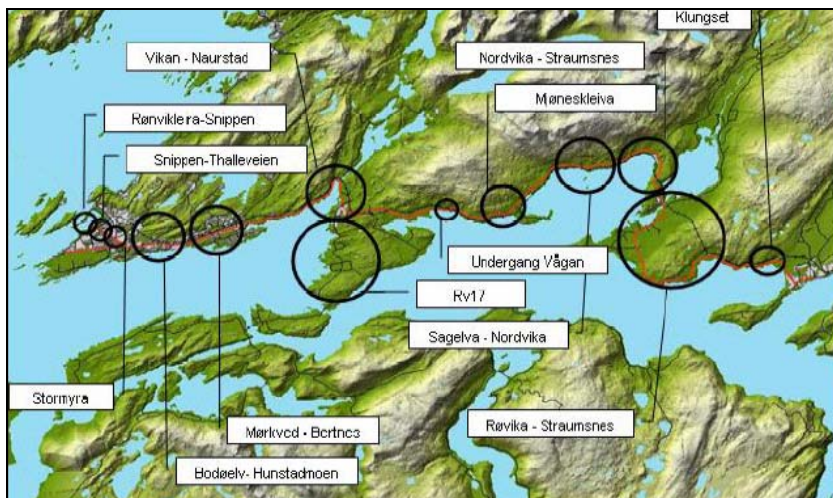 Klungset
Vikan - Naurstad
Nordvika - Straumsnes
Mjøneskleiva
Rønvikleira-Snippen
Snippen-Thalleveien
Undergang Vågan
Rv17
Sagelva - Nordvika
Stormyra
Mørkved - Bertnes
Røvika - Straumsnes
Bodøelv- Hunstadmoen